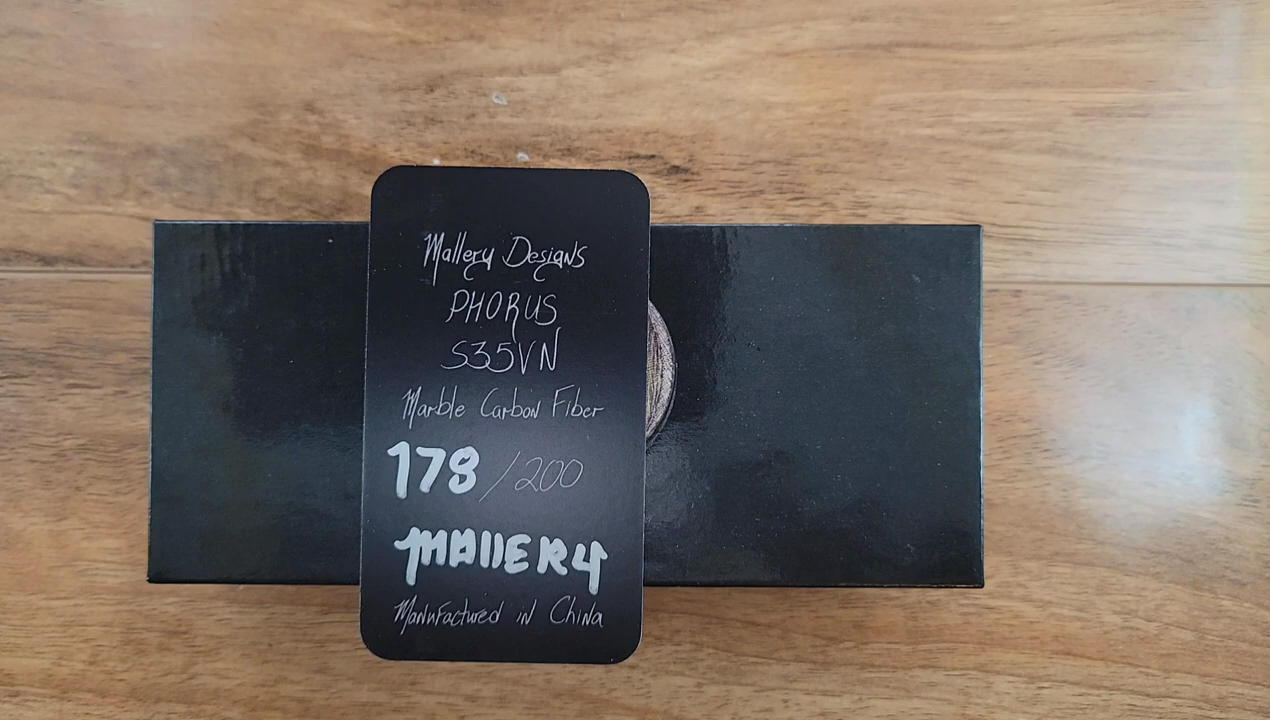 Mallery Designs
PHORUS
S35VN
Marble Carbon Fiber
178/200
MAllERY
Manufactured in China